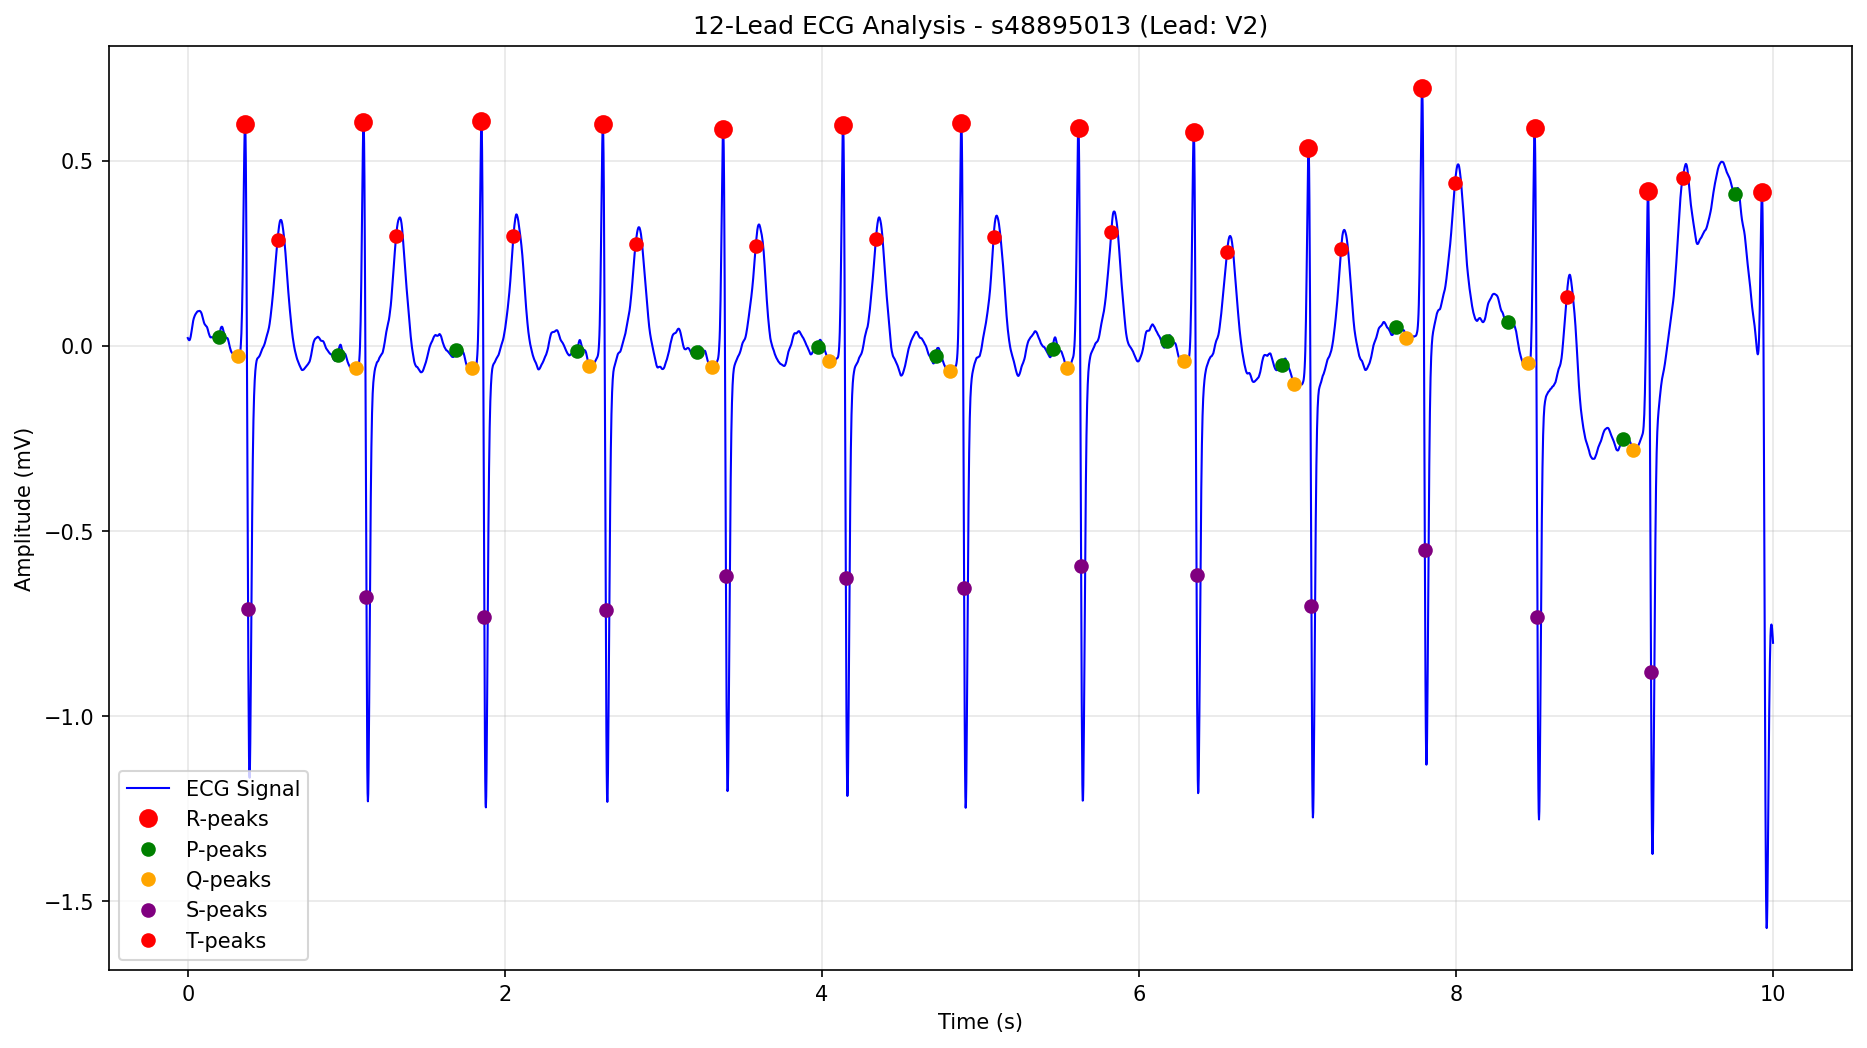 12-Lead ECG Analysis - s48895013 (Lead: V2)
Amplitude (mV)
0.5
0.0
−0.5
−1.0
−1.5
ECG Signal
R-peaks
P-peaks
Q-peaks
S-peaks
T-peaks
0 2 4 6 8 10
Time (s)